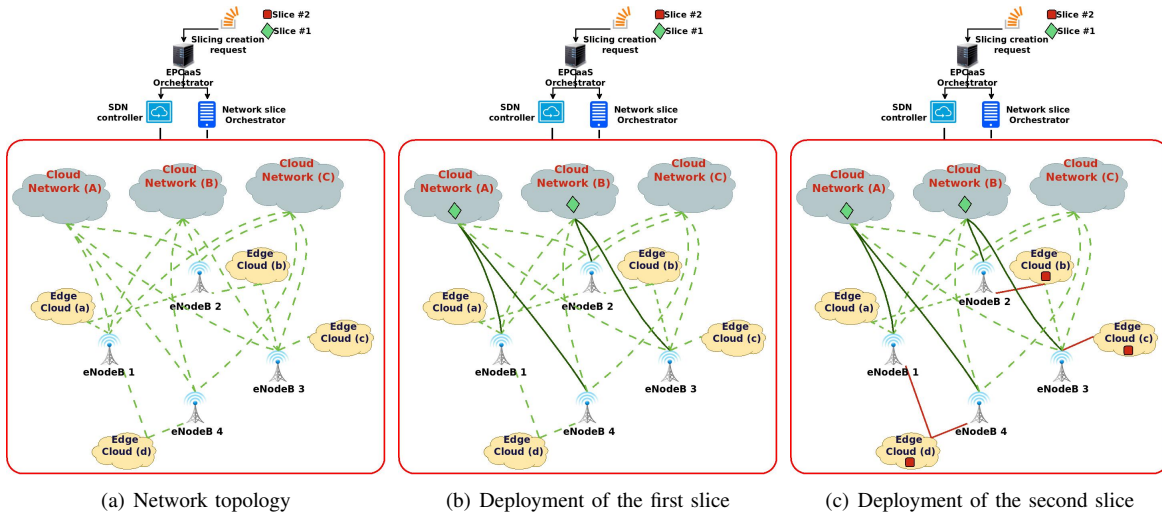 Slice #2
Slice #1
Slicing creation
request
EPCaaS
Orchestrator
SDN
controller
Network slice
Orchestrator
Cloud
Network (A)
Cloud
Network (B)
Cloud
Network (C)
Edge
Cloud (b)
eNodeB 2
Edge
Cloud (a)
Edge
Cloud (c)
eNodeB 1
eNodeB 3
eNodeB 4
Edge
Cloud (d)
(a) Network topology
Slice #2
Slice #1
Slicing creation
request
EPCaaS
Orchestrator
SDN
controller
Network slice
Orchestrator
Cloud
Network (A)
Cloud
Network (B)
Cloud
Network (C)
Edge
Cloud (b)
eNodeB 2
Edge
Cloud (a)
Edge
Cloud (c)
eNodeB 1
eNodeB 3
eNodeB 4
Edge
Cloud (d)
(b) Deployment of the first slice
Slice #2
Slice #1
Slicing creation
request
EPCaaS
Orchestrator
SDN
controller
Network slice
Orchestrator
Cloud
Network (A)
Cloud
Network (B)
Cloud
Network (C)
Edge
Cloud (b)
eNodeB 2
Edge
Cloud (a)
Edge
Cloud (c)
eNodeB 1
eNodeB 3
eNodeB 4
Edge
Cloud (d)
(c) Deployment of the second slice